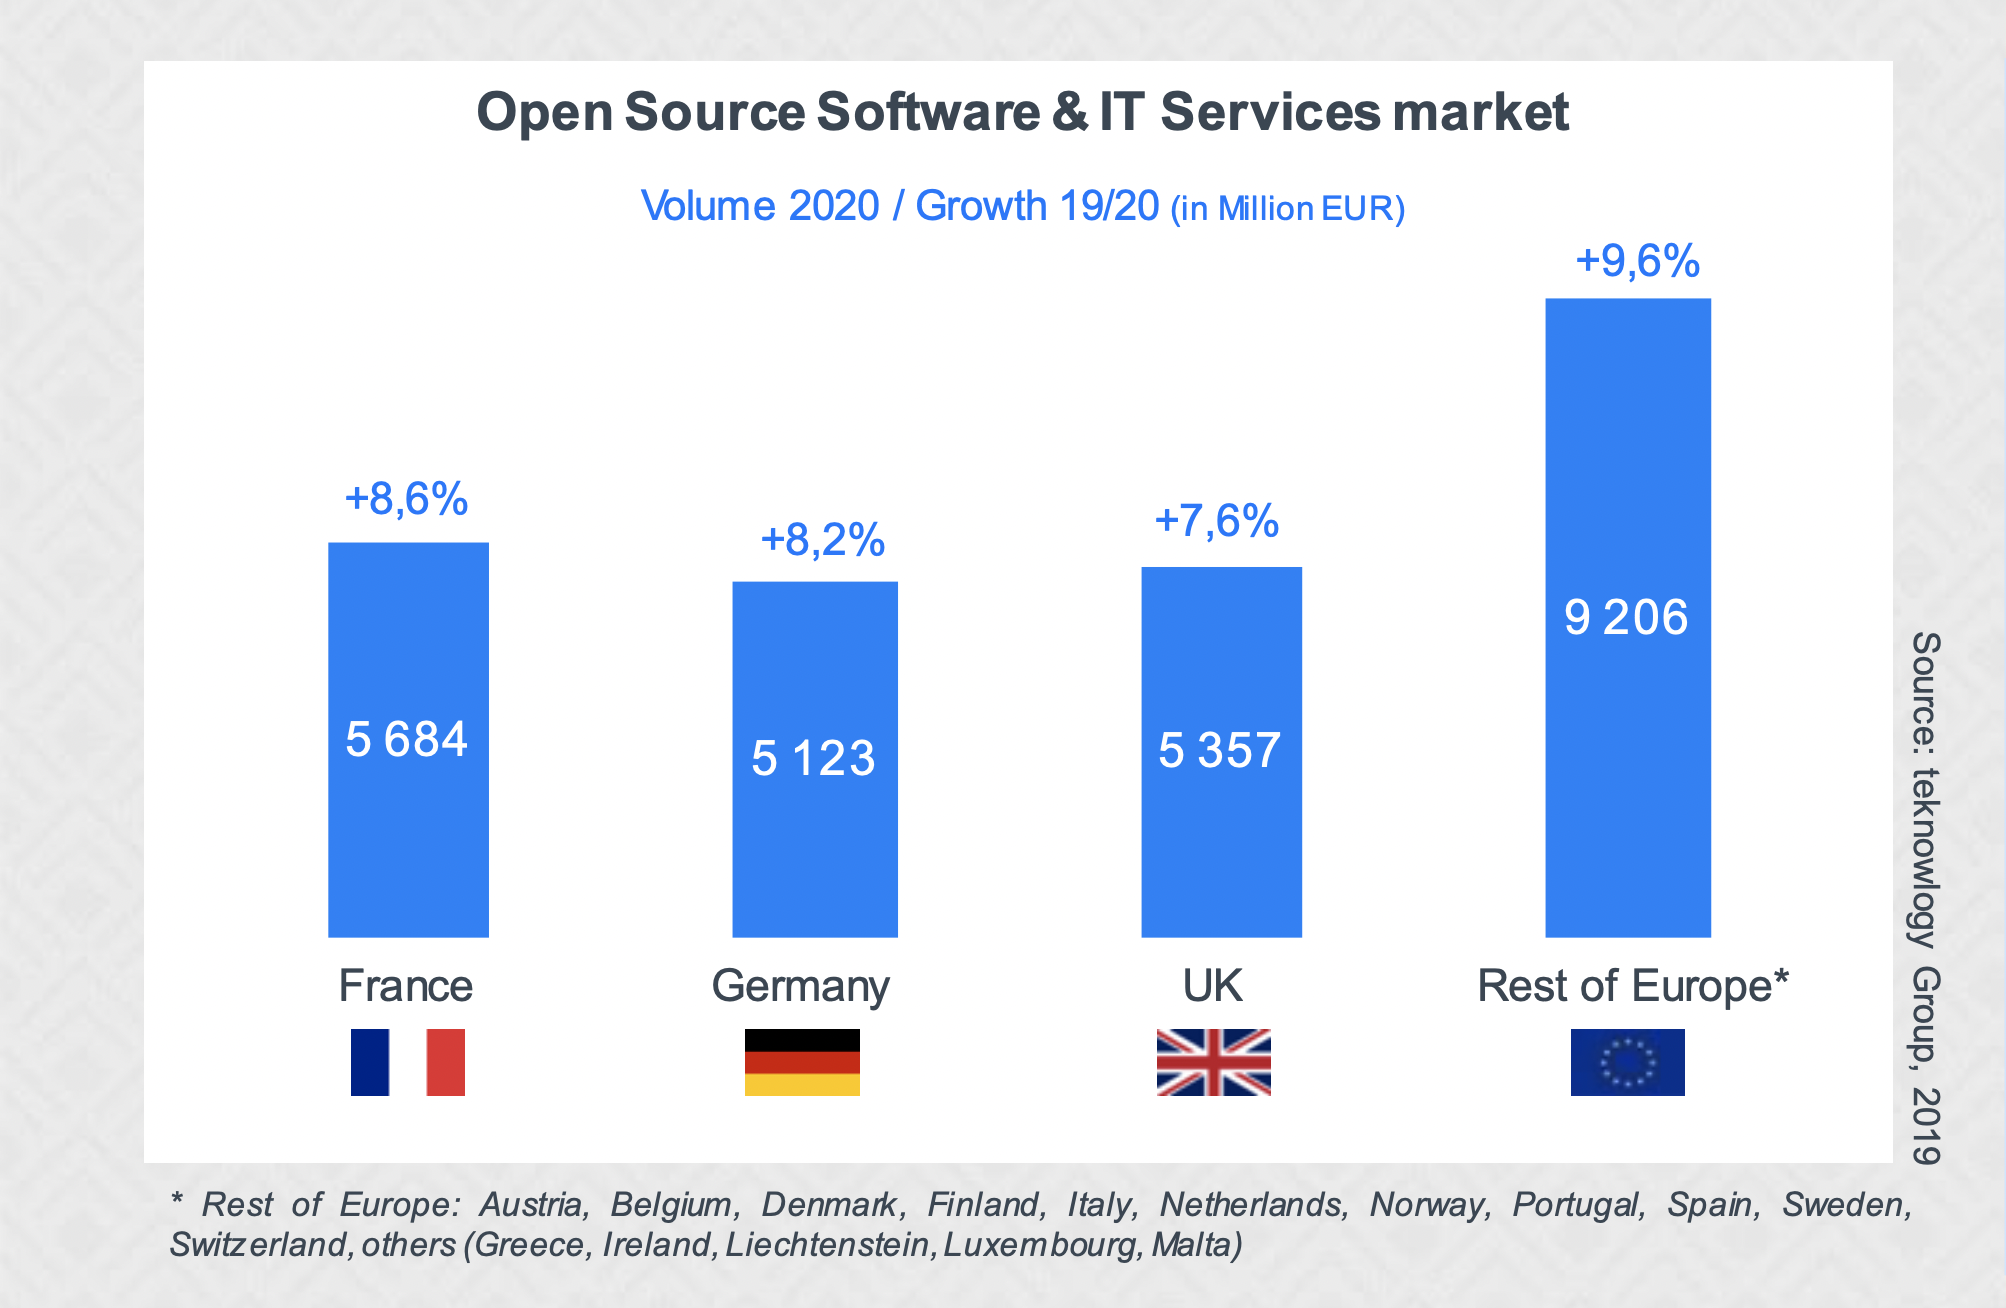 Open Source Software & IT Services market
Volume 2020 / Growth 19/20 (in Million EUR)
+8,6%
+8,2%
+7,6%
+9,6%
5 684
5 123
5 357
9 206
France
Germany
UK
Rest of Europe*
Source: teknowlogy Group, 2019
* Rest of Europe: Austria, Belgium, Denmark, Finland, Italy, Netherlands, Norway, Portugal, Spain, Sweden,
Switzerland, others (Greece, Ireland, Liechtenstein, Luxembourg, Malta)